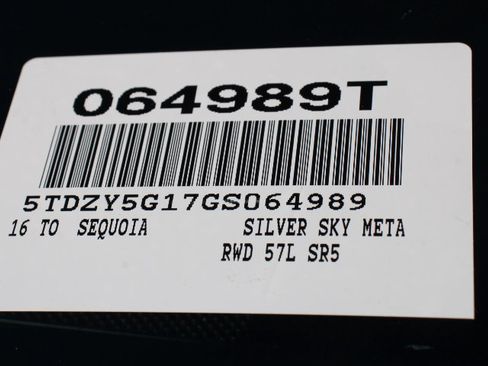 064989T
5TDZY5G17GS064989
16 TO SEQUOIA SILVER SKY META
RWD 57L SR5